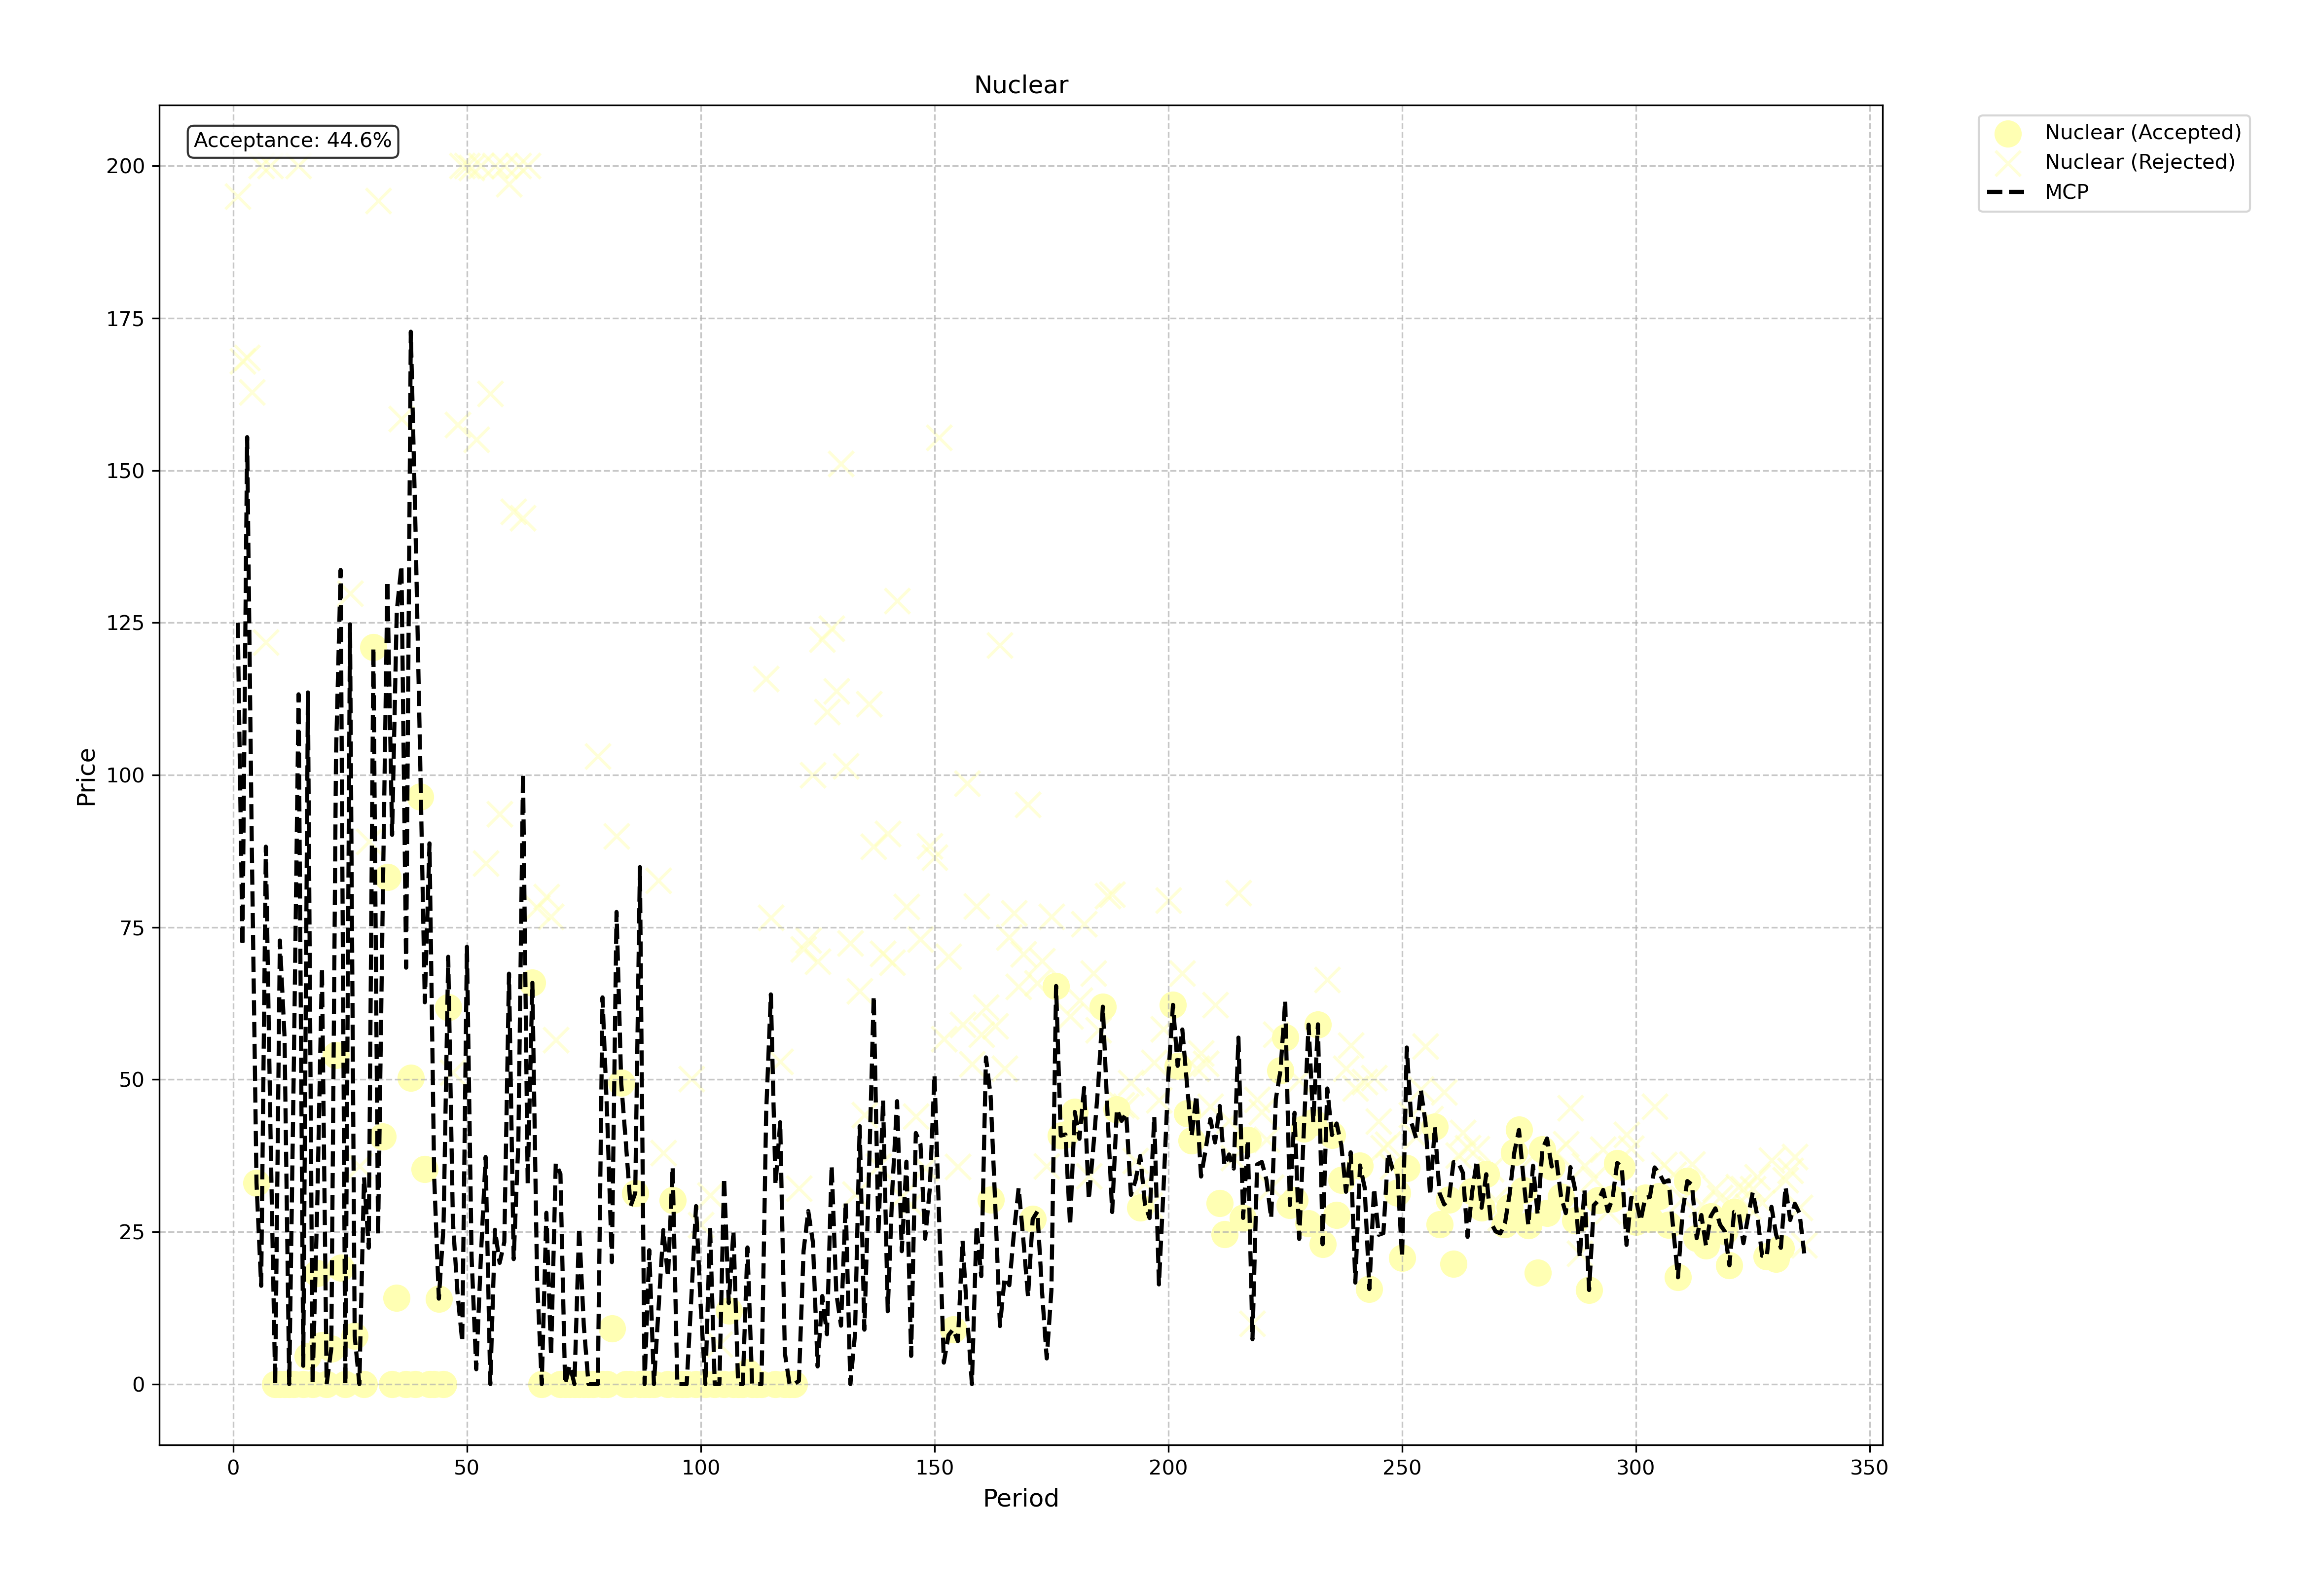 Nuclear
Acceptance: 44.6%
Nuclear (Accepted)
Nuclear (Rejected)
MCP
200
175
150
125
100
75
50
25
0
Price
0 50 100 150 200 250 300 350
Period